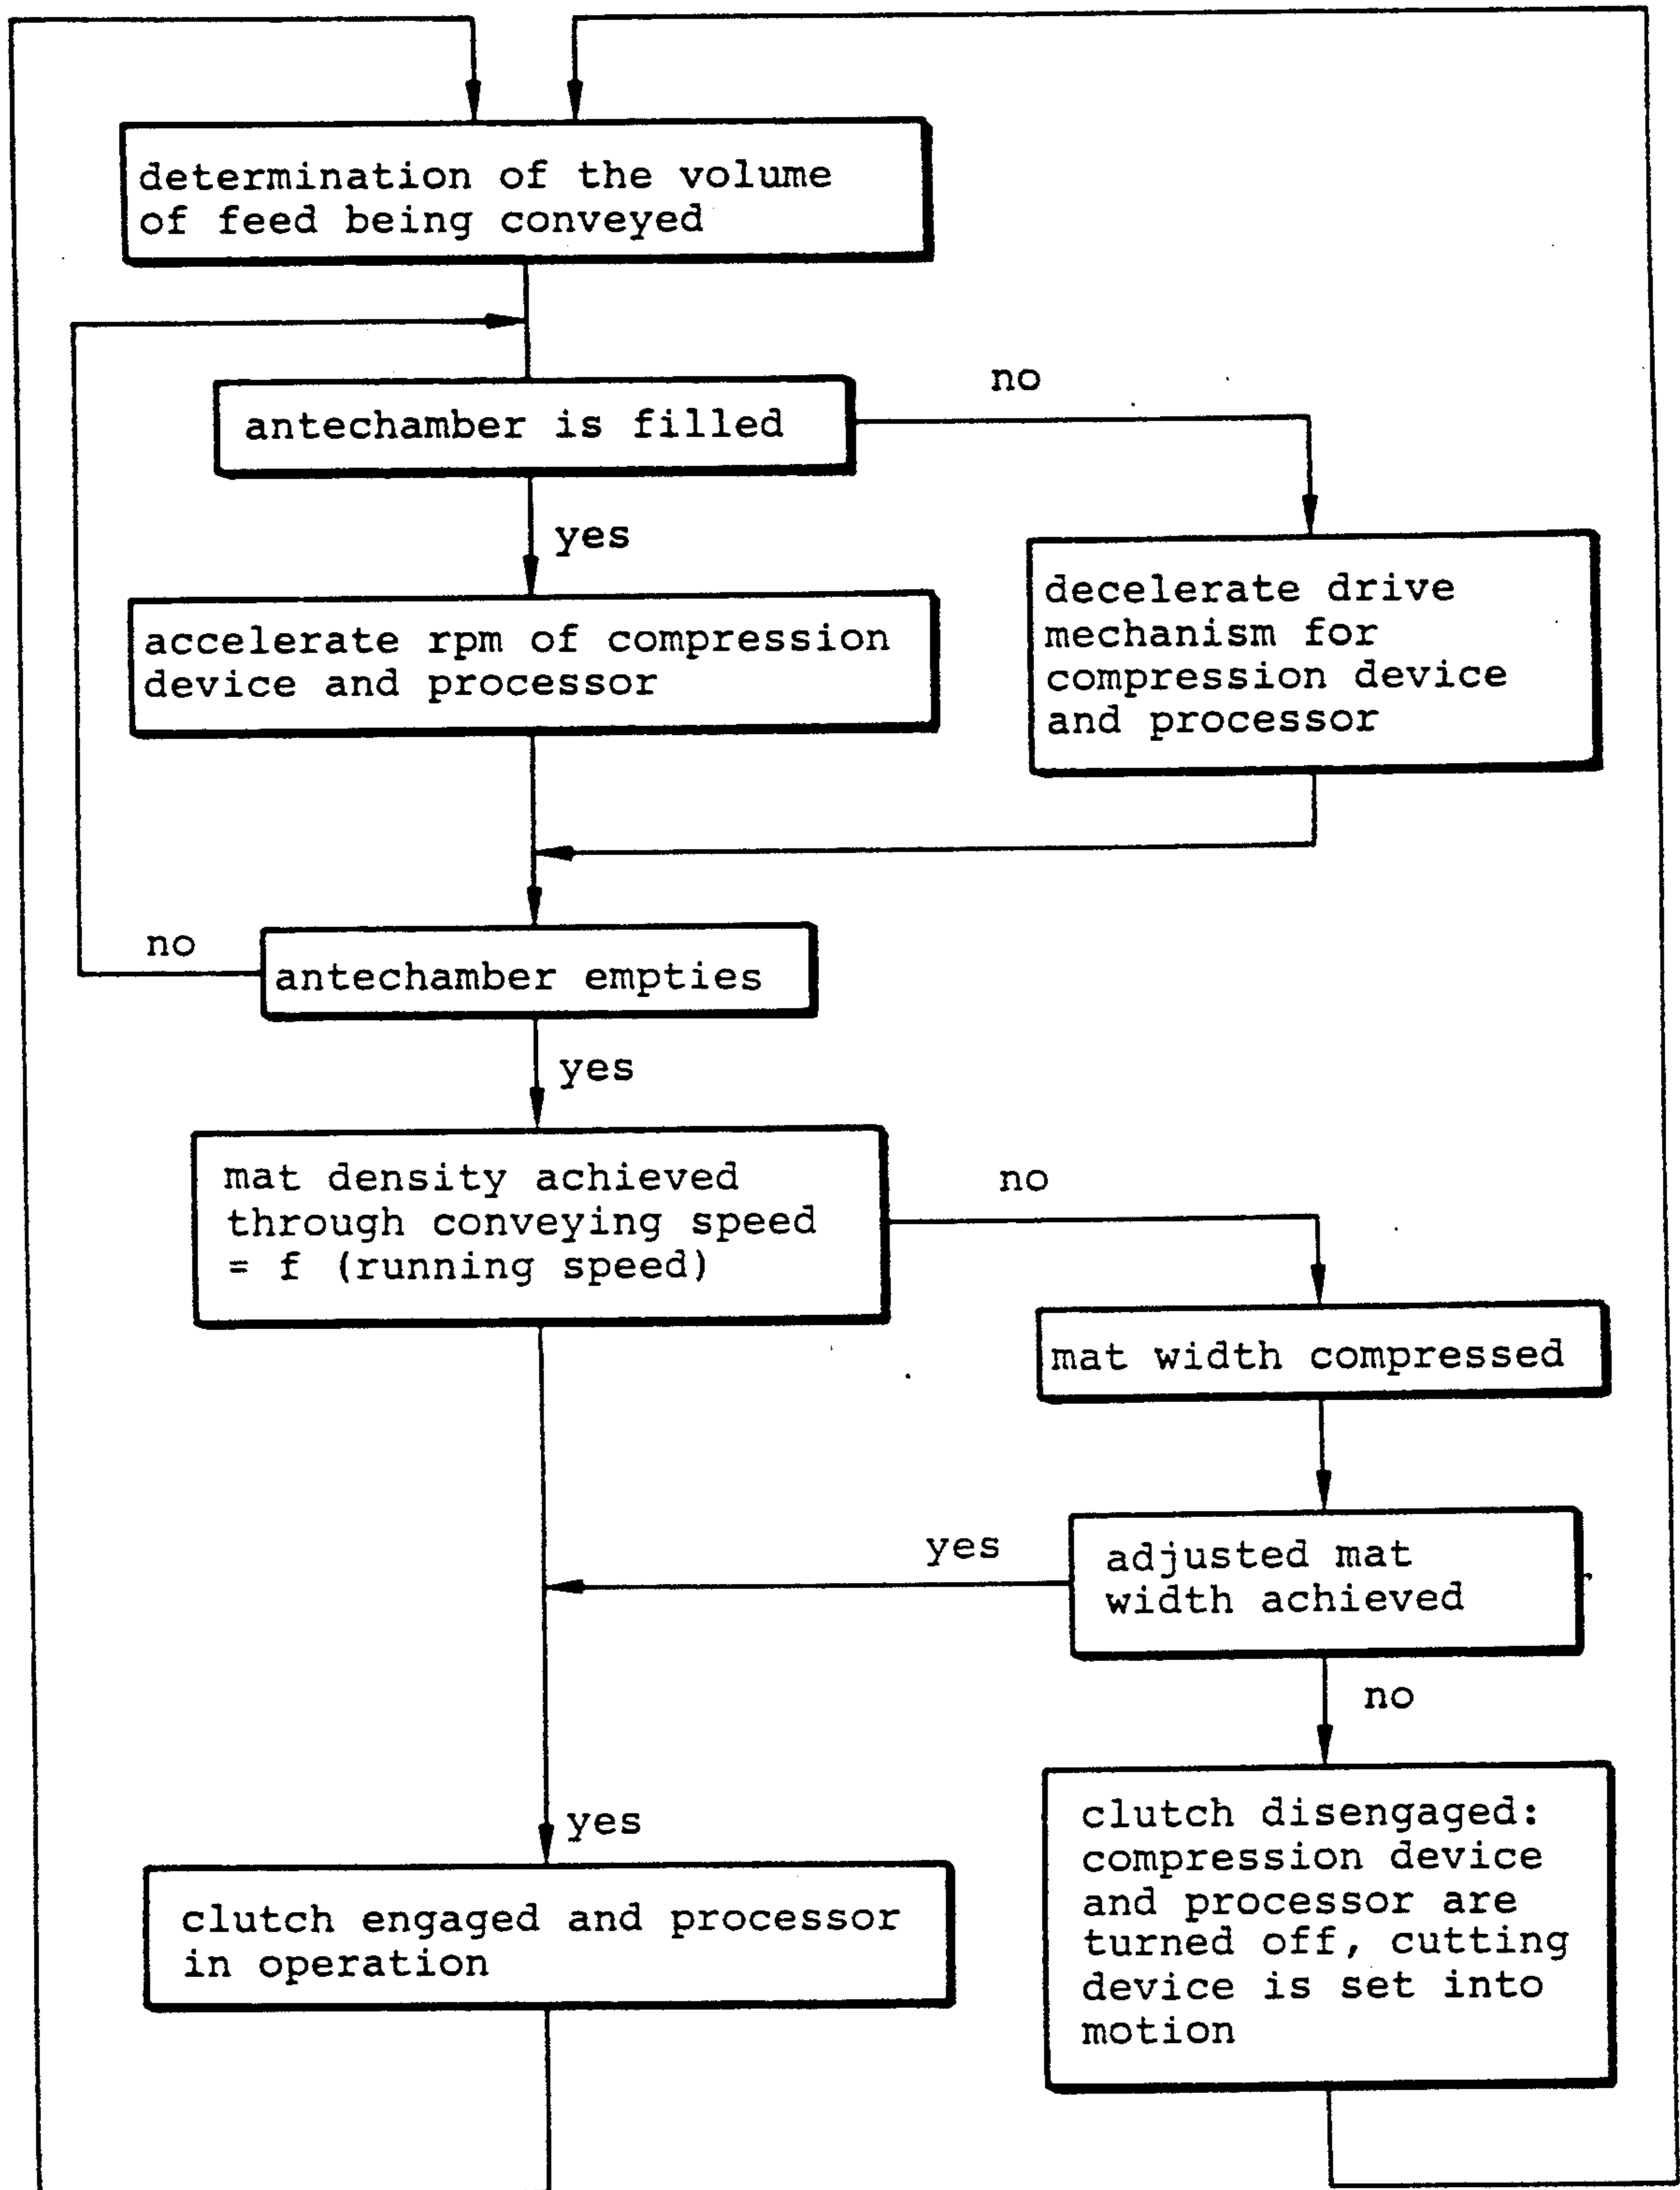 determination of the volume
of feed being conveyed
no
antechamber is filled
yes
accelerate rpm of compression
device and processor
decelerate drive
mechanism for
compression device
and processor
no
antechamber empties
yes
mat density achieved
through conveying speed
= f (running speed)
no
mat width compressed
yes
adjusted mat
width achieved
no
yes
clutch engaged and processor
in operation
clutch disengaged:
compression device
and processor are
turned off, cutting
device is set into
motion